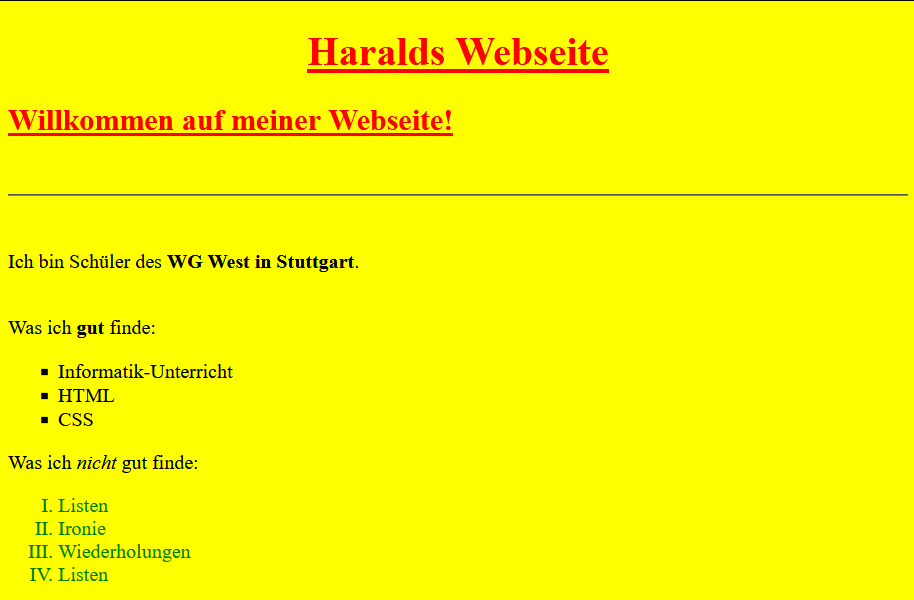 Haralds Webseite
Willkommen auf meiner Webseite!
Ich bin Schüler des WG West in Stuttgart.
Was ich gut finde:
Informatik-Unterricht
HTML
CSS
Was ich nicht gut finde:
I. Listen
II. Ironie
III. Wiederholungen
IV. Listen